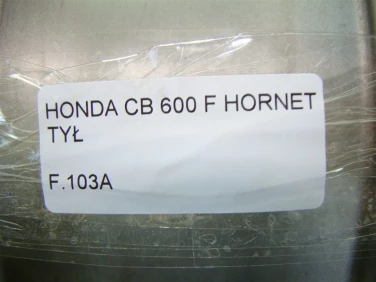 HONDA CB 600 F HORNET
TYŁ
F.103A